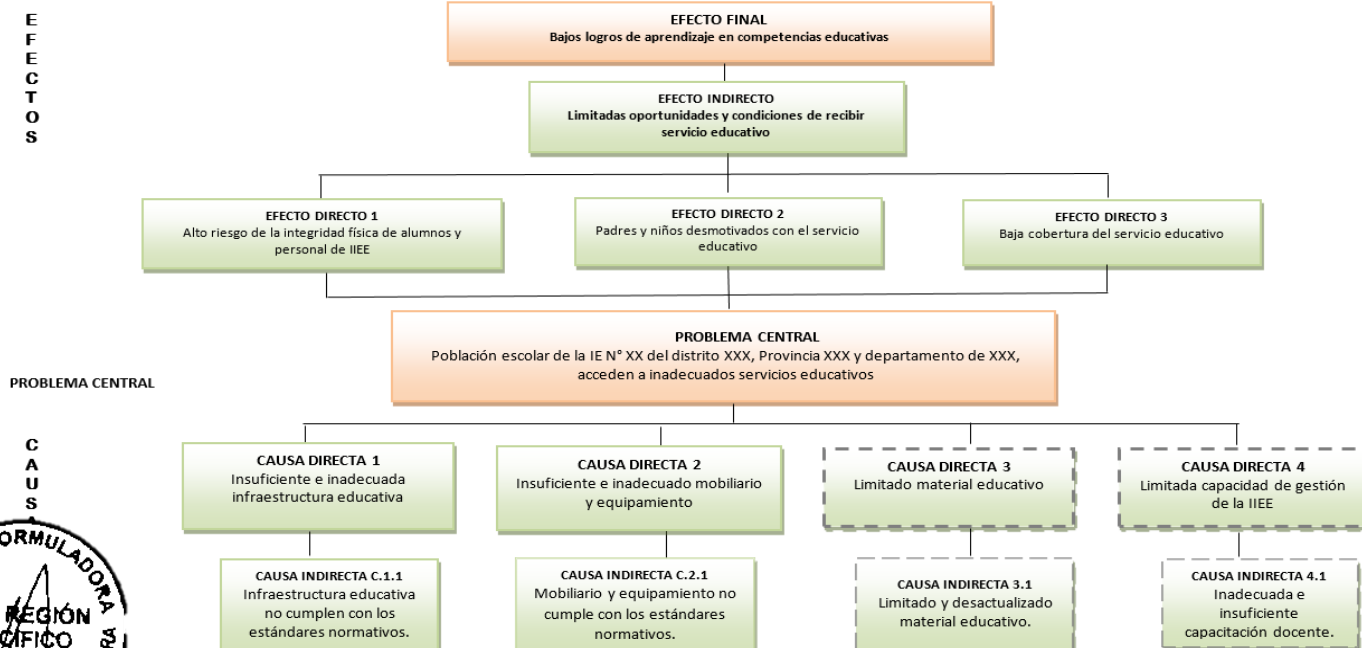 EFECTOS
EFECTO FINAL
Bajos logros de aprendizaje en competencias educativas
EFECTO INDIRECTO
Limitadas oportunidades y condiciones de recibir
servicio educativo
EFECTO DIRECTO 1
Alto riesgo de la integridad física de alumnos y
personal de IIEE
EFECTO DIRECTO 2
Padres y niños desmotivados con el servicio
educativo
EFECTO DIRECTO 3
Baja cobertura del servicio educativo
PROBLEMA CENTRAL
PROBLEMA CENTRAL
Población escolar de la IE N° XX del distrito XXX, Provincia XXX y departamento de XXX,
acceden a inadecuados servicios educativos
CAUS
CAUSA DIRECTA 1
Insuficiente e inadecuada
infraestructura educativa
CAUSA DIRECTA 2
Insuficiente e inadecuado mobiliario
y equipamiento
CAUSA DIRECTA 3
Limitado material educativo
CAUSA DIRECTA 4
Limitada capacidad de gestión
de la IIEE
CAUSA INDIRECTA C.1.1
Infraestructura educativa
no cumplen con los
estándares normativos.
CAUSA INDIRECTA C.2.1
Mobiliario y equipamiento no
cumple con los estándares
normativos.
CAUSA INDIRECTA 3.1
Limitado y desactualizado
material educativo.
CAUSA INDIRECTA 4.1
Inadecuada e
insuficiente
capacitación docente.
ORMULADORA
REGIÓN
CIFICO